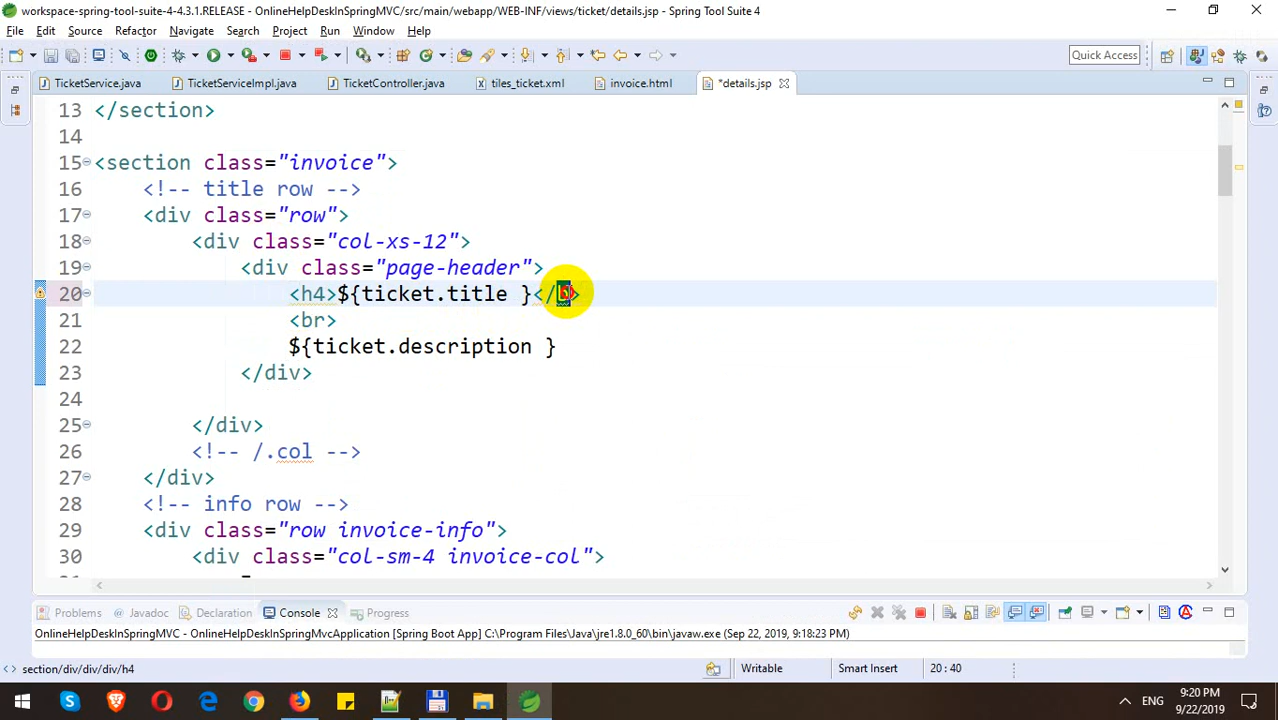 workspace-spring-tool-suite-4-4.3.1.RELEASE - OnlineHelpDeskInSpringMVC/src/main/webapp/WEB-INF/views/ticket/details.jsp - Spring Tool Suite 4
File Edit Source Refactor Navigate Search Project Run Window Help
Quick Access
TicketService.java TicketServiceImpl.java TicketController.java tiles_ticket.xml invoice.html *details.jsp
13 </section>
14
15 <section class="invoice">
16 <!-- title row -->
17 <div class="row">
18 <div class="col-xs-12">
19 <div class="page-header">
20 <h4>${ticket.title }</
21 <br>
22 ${ticket.description }
23 </div>
24
25 </div>
26 <!-- /.col -->
27 </div>
28 <!-- info row -->
29 <div class="row invoice-info">
30 <div class="col-sm-4 invoice-col">
Problems Javadoc Declaration Console Progress
OnlineHelpDeskInSpringMVC - OnlineHelpDeskInSpringMvcApplication [Spring Boot App] C:\Program Files\Java\jre1.8.0_60\bin\javaw.exe (Sep 22, 2019, 9:18:23 PM)
section/div/div/div/h4 Writable Smart Insert 20 : 40
ENG 9:20 PM
9/22/2019